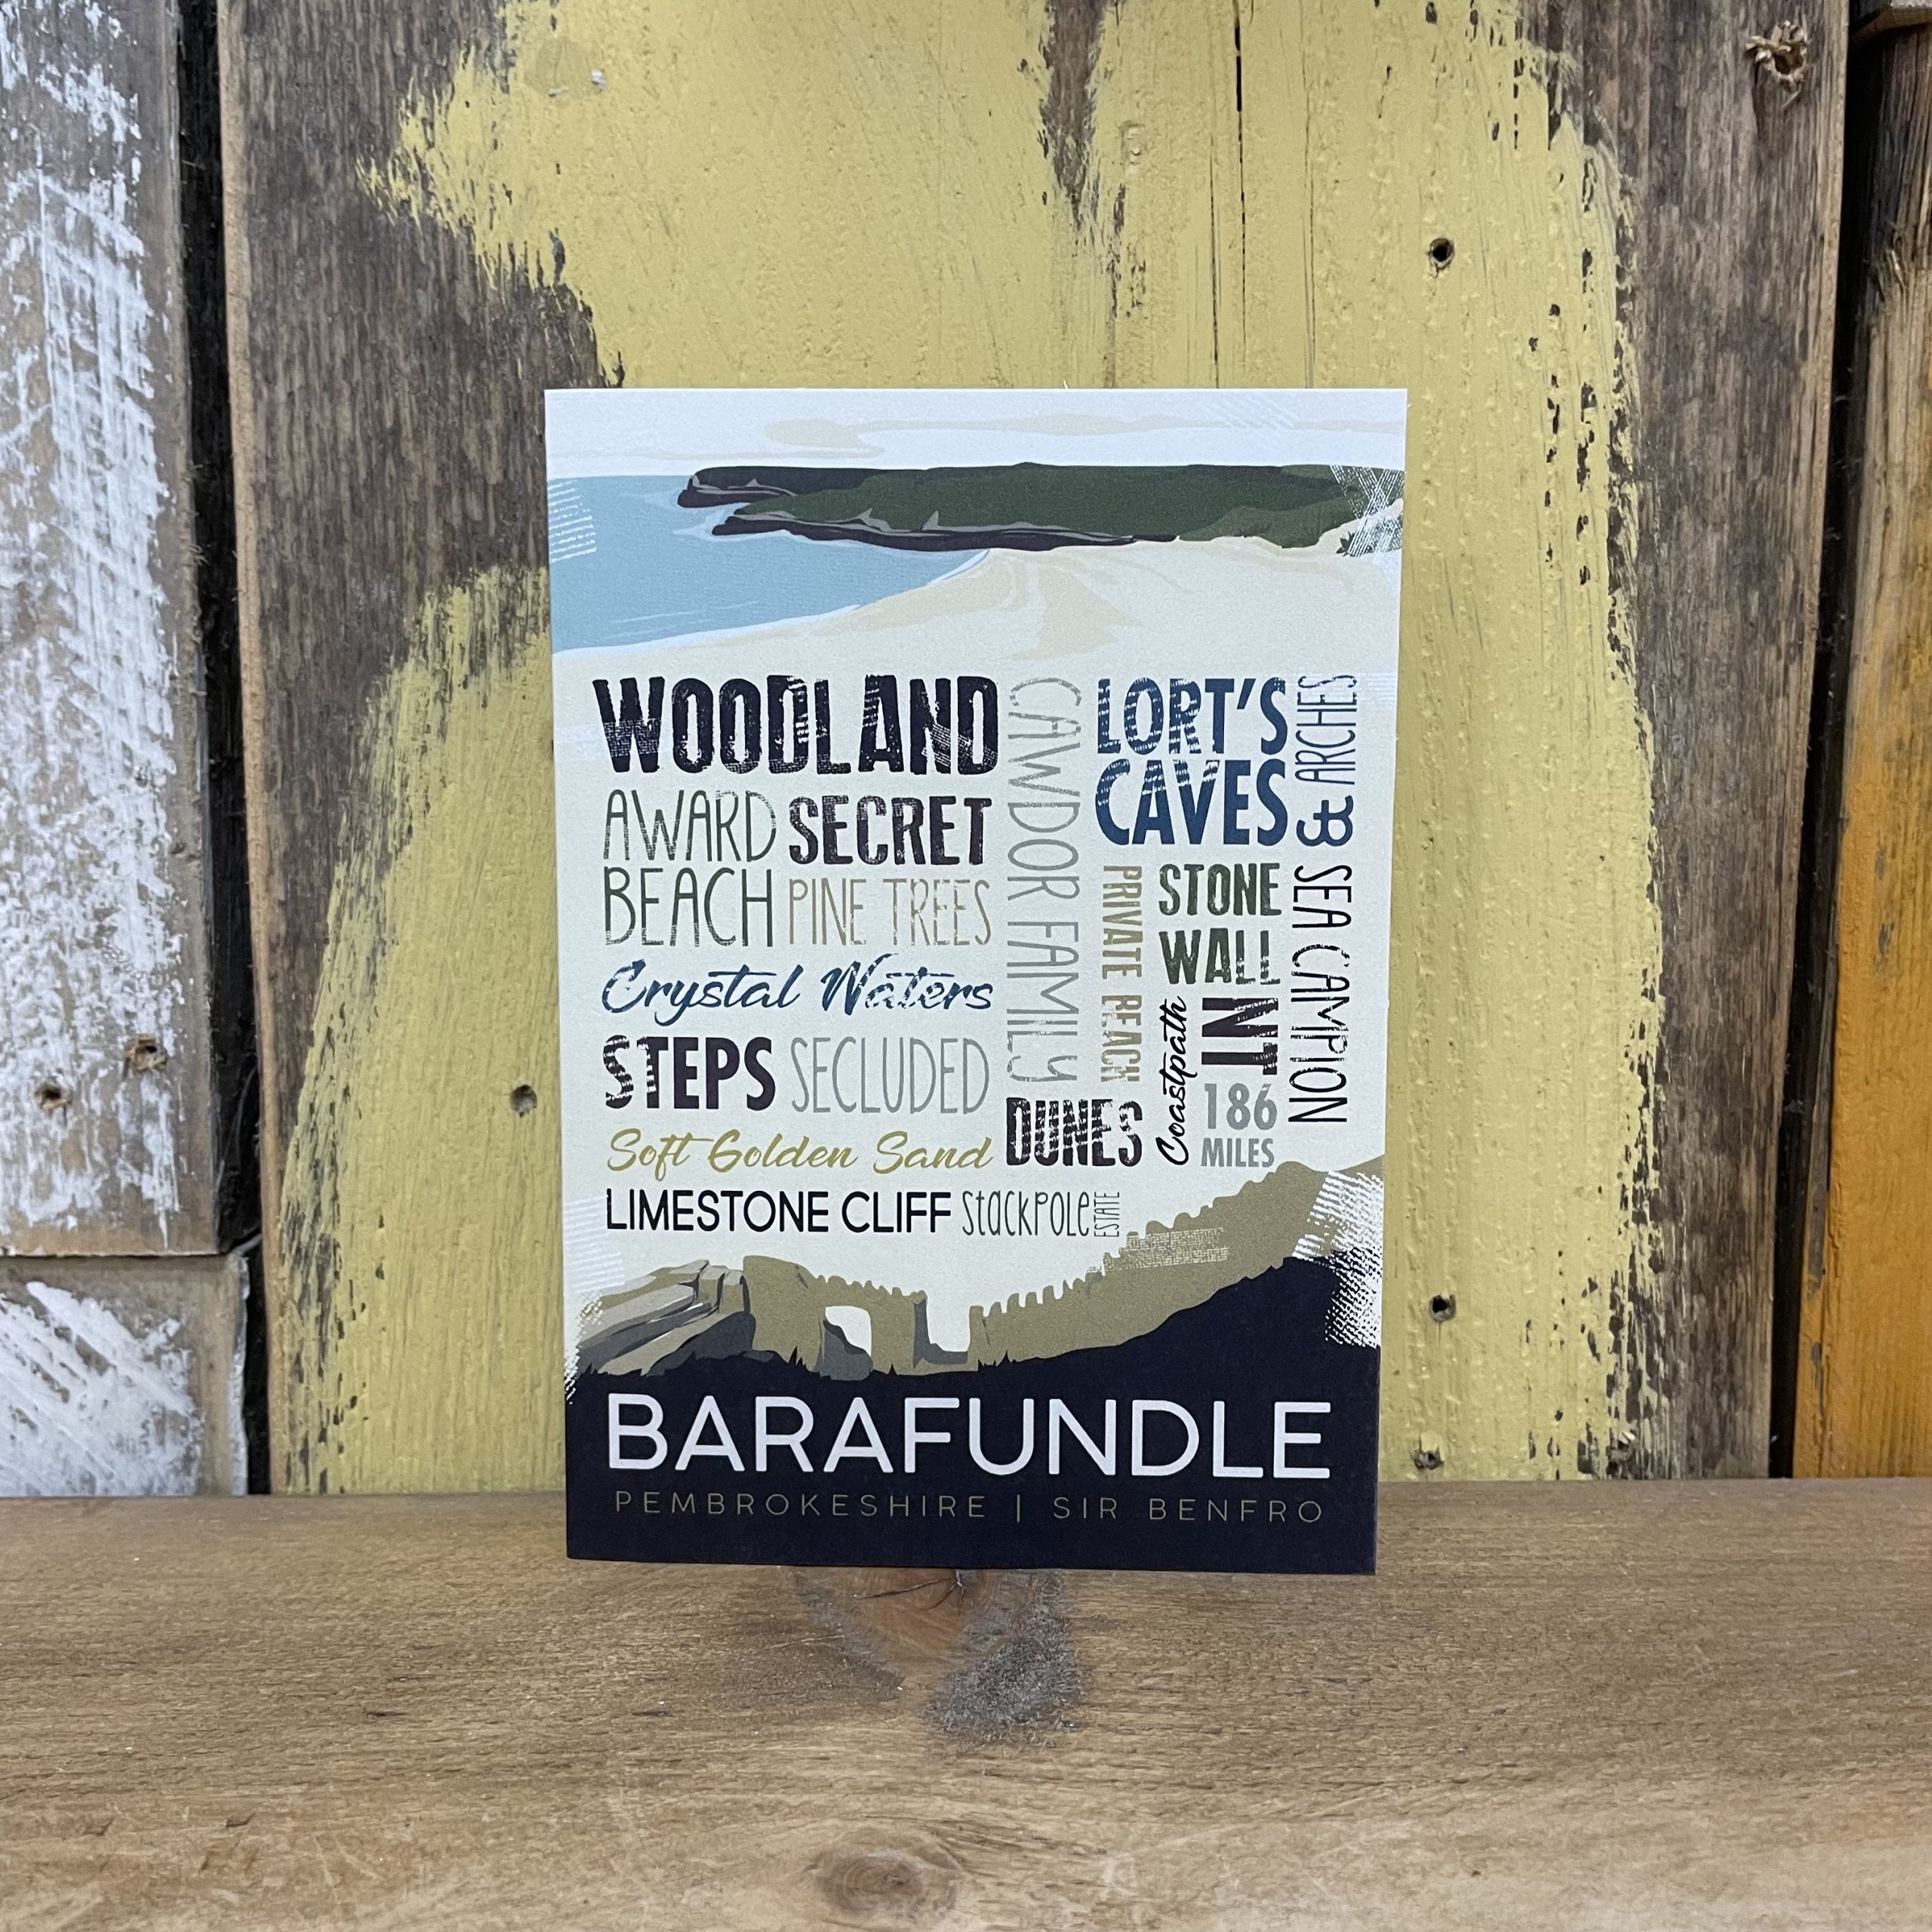 WOODLAND
AWARD SECRET
BEACH PINE TREES
Crystal Waters
STEPS SECLUDED
Soft Golden Sand
LIMESTONE CLIFF Stackpole ESTATE
CAWDOR FAMILY
DUNES
LORT'S
CAVES
& ARCHES
PRIVATE BEACH
STONE
WALL
Coastpath
NT
186
MILES
SEA CAMPION
BARAFUNDLE
PEMBROKESHIRE | SIR BENFRO